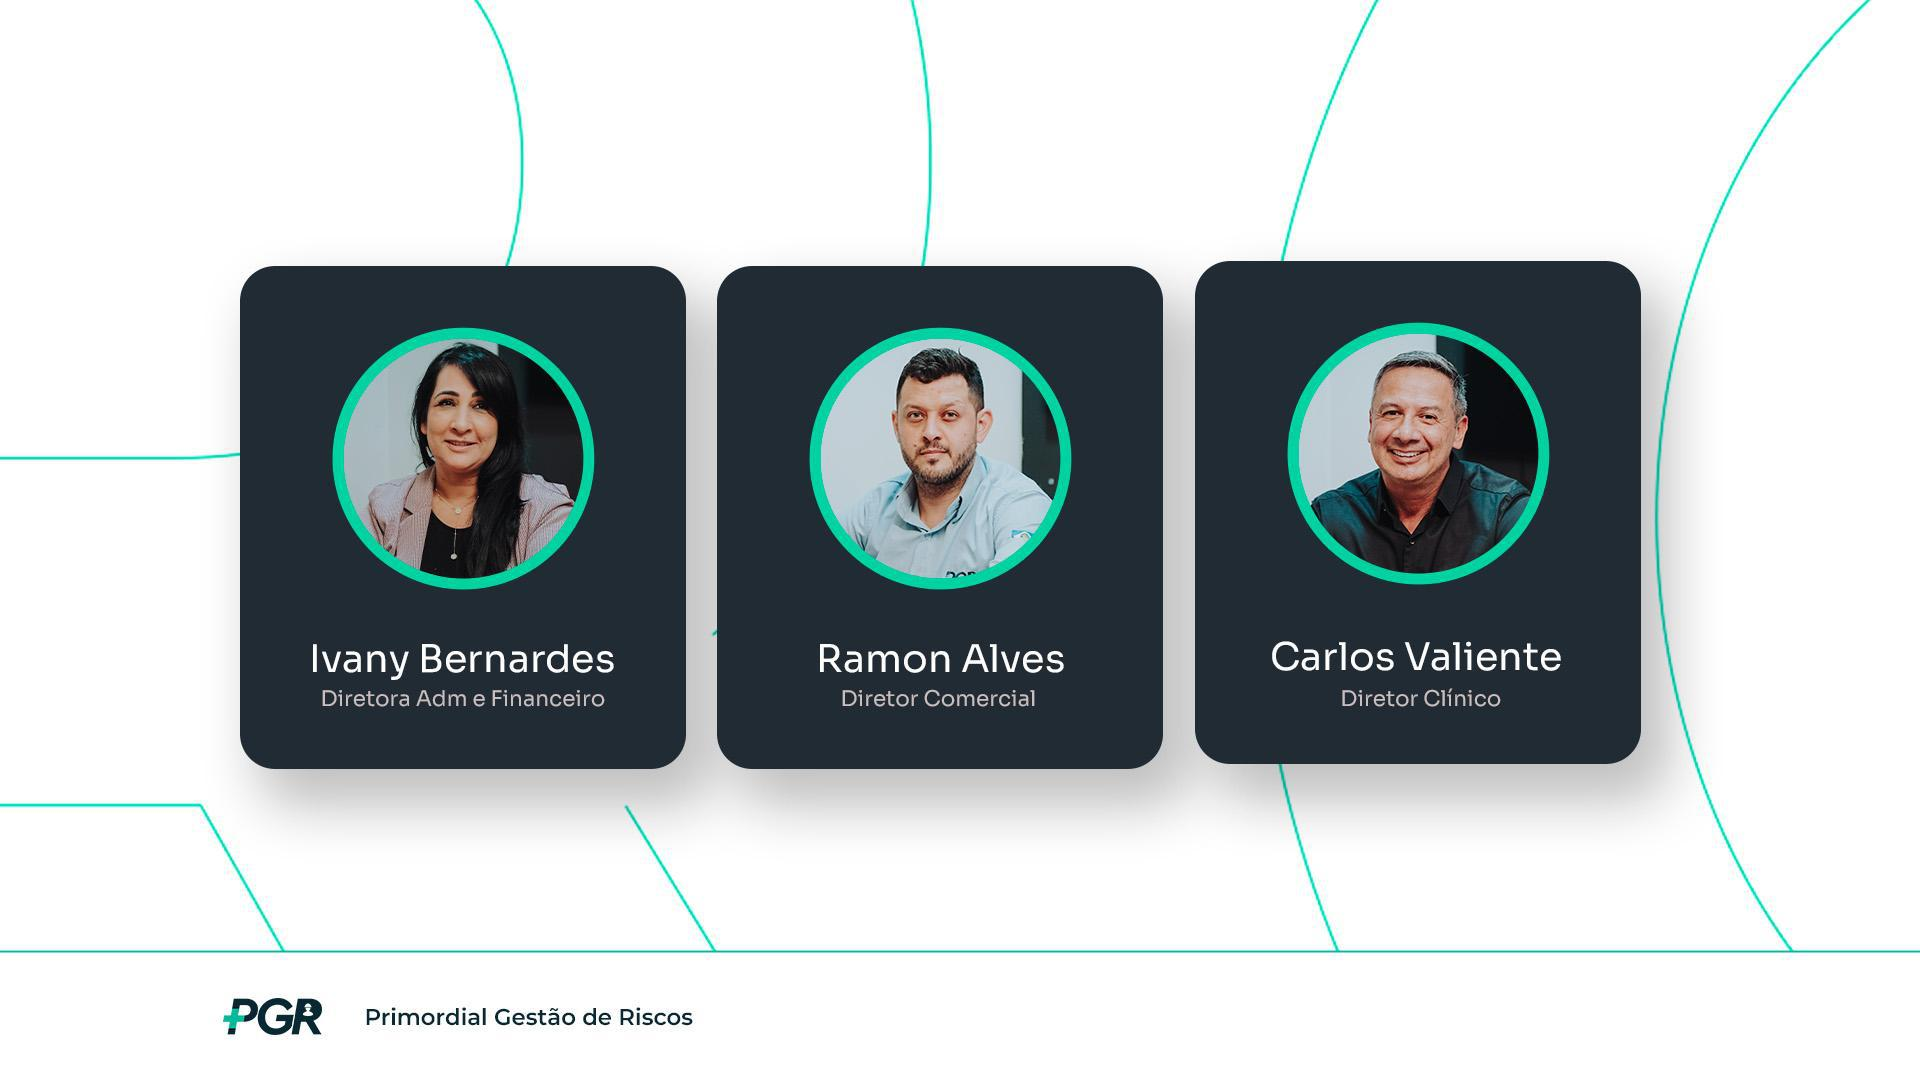 Ivany Bernardes
Diretora Adm e Financeiro
Ramon Alves
Diretor Comercial
Carlos Valiente
Diretor Clínico
PGR
Primordial Gestão de Riscos